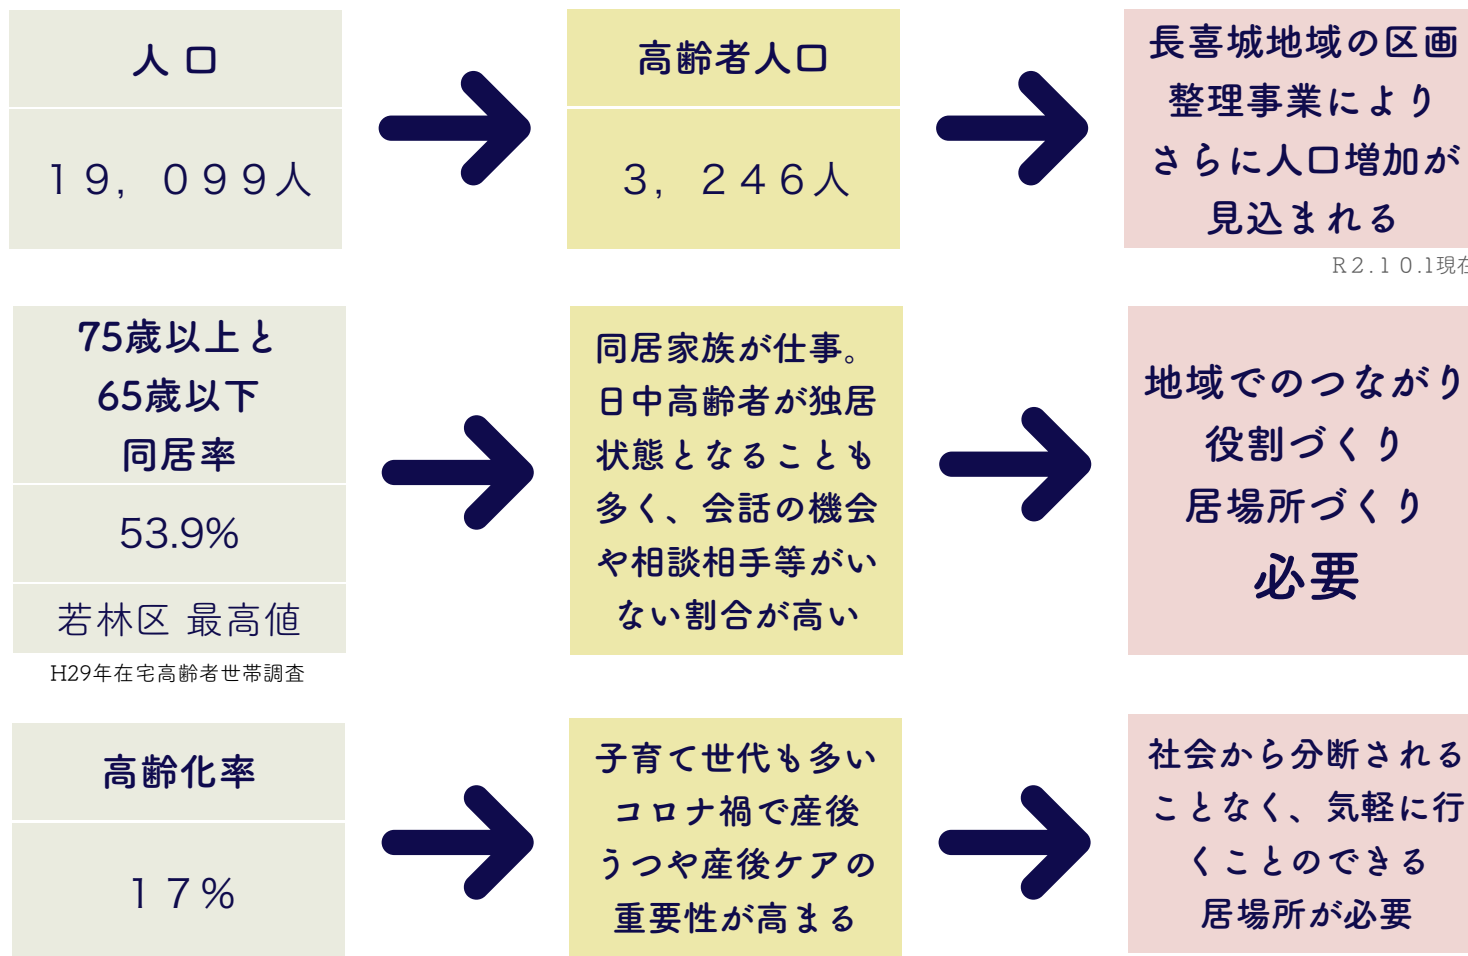 人 口
１９，０９９人
高齢者人口
３，２４６人
長喜城地域の区画
整理事業により
さらに人口増加が
見込まれる
R２.１０.1現在
75歳以上と
65歳以下
同居率
53.9%
若林区 最高値
H29年在宅高齢者世帯調査
同居家族が仕事。
日中高齢者が独居
状態となることも
多く、会話の機会
や相談相手等がい
ない割合が高い
地域でのつながり
役割づくり
居場所づくり
必要
高齢化率
１７％
子育て世代も多い
コロナ禍で産後
うつや産後ケアの
重要性が高まる
社会から分断される
ことなく、気軽に行
くことのできる
居場所が必要